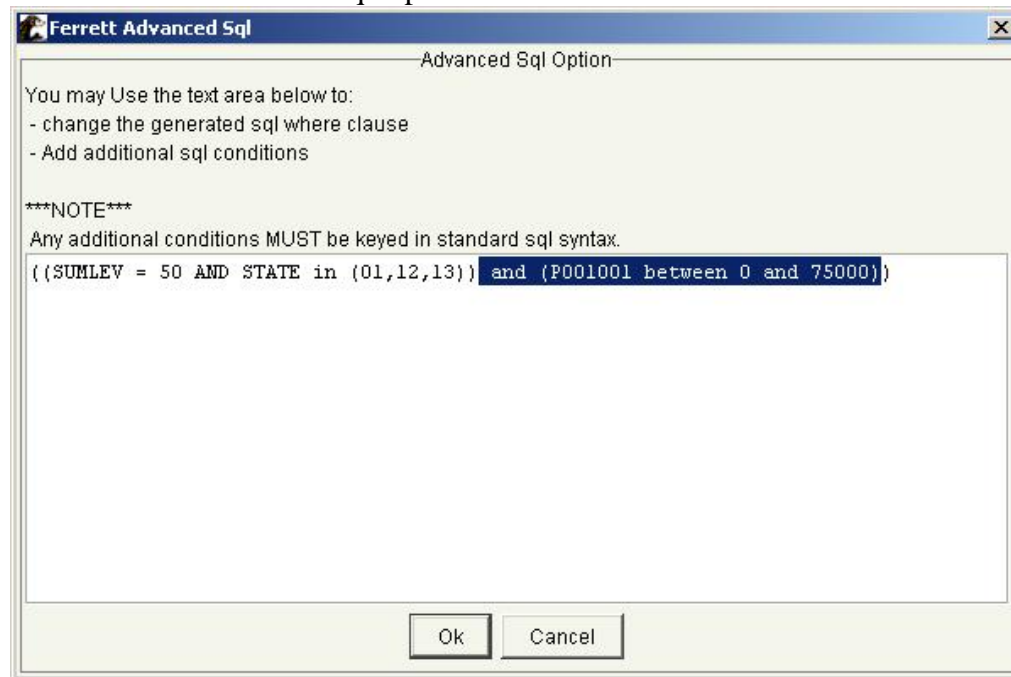 Ferrett Advanced Sql
Advanced Sql Option
You may Use the text area below to:
- change the generated sql where clause
- Add additional sql conditions
***NOTE***
Any additional conditions MUST be keyed in standard sql syntax.
((SUMLEV = 50 AND STATE in (01,12,13)) and (P001001 between 0 and 75000))
Ok Cancel